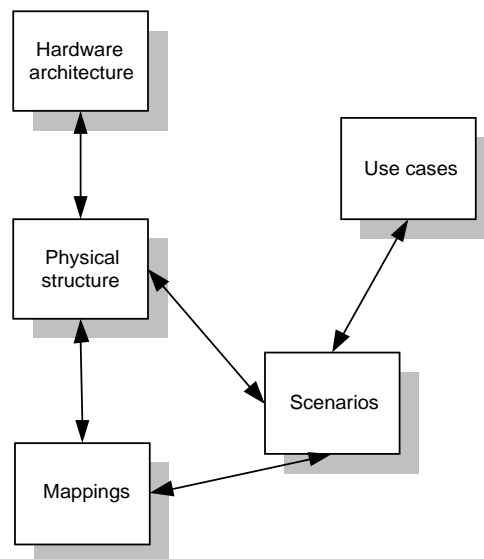 Hardware
architecture
Use cases
Physical
structure
Scenarios
Mappings